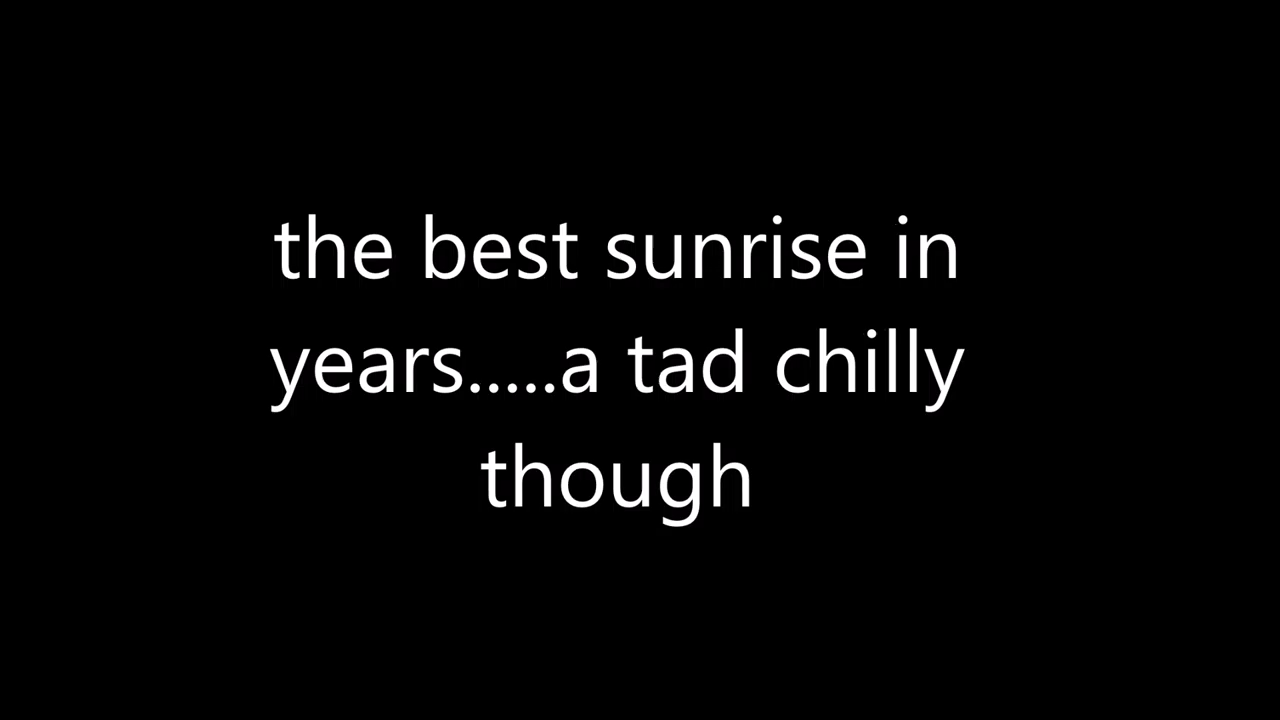 the best sunrise in
years.....a tad chilly
though